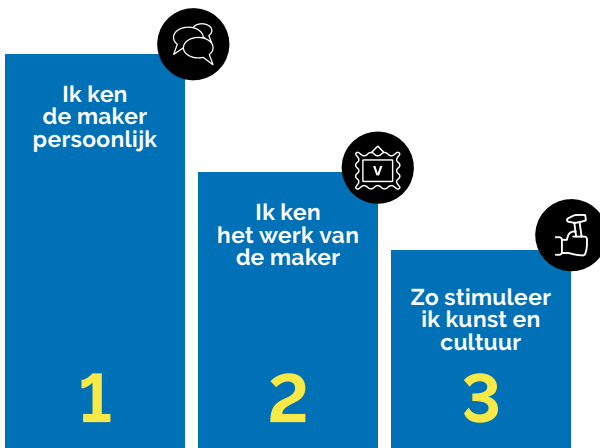 Ik ken
de maker
persoonlijk
1
V
Ik ken
het werk van
de maker
2
Zo stimuleer
ik kunst en
cultuur
3